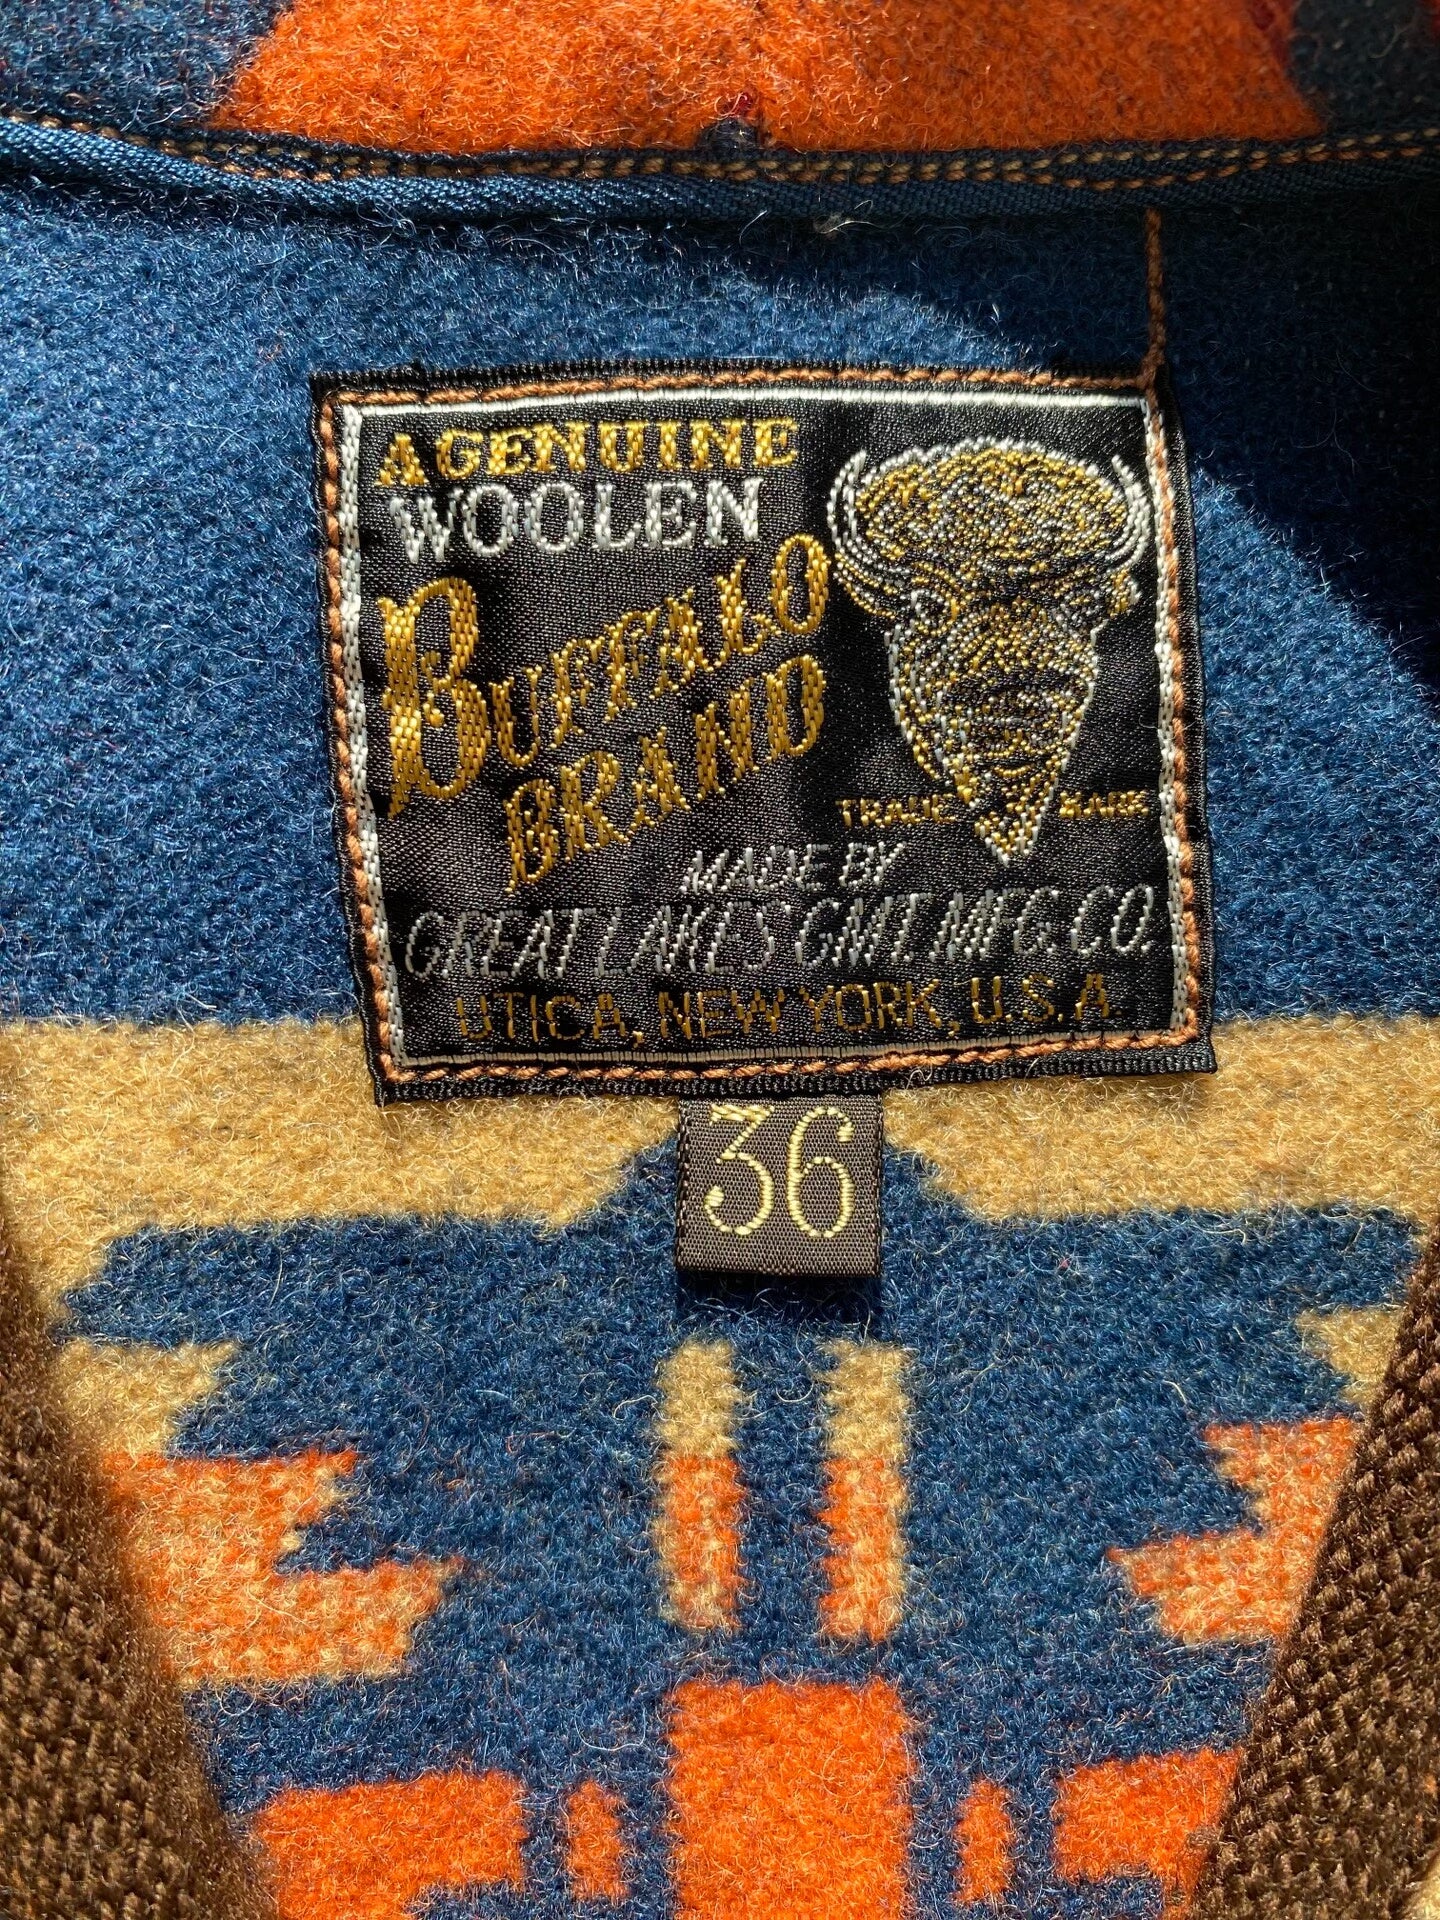 A GENUINE
WOOLEN
BUFFALO
BRAND
TRADE MARK
MADE BY
GREAT LAKES GMT. MFG. CO.
UTICA, NEW YORK, U.S.A.
36